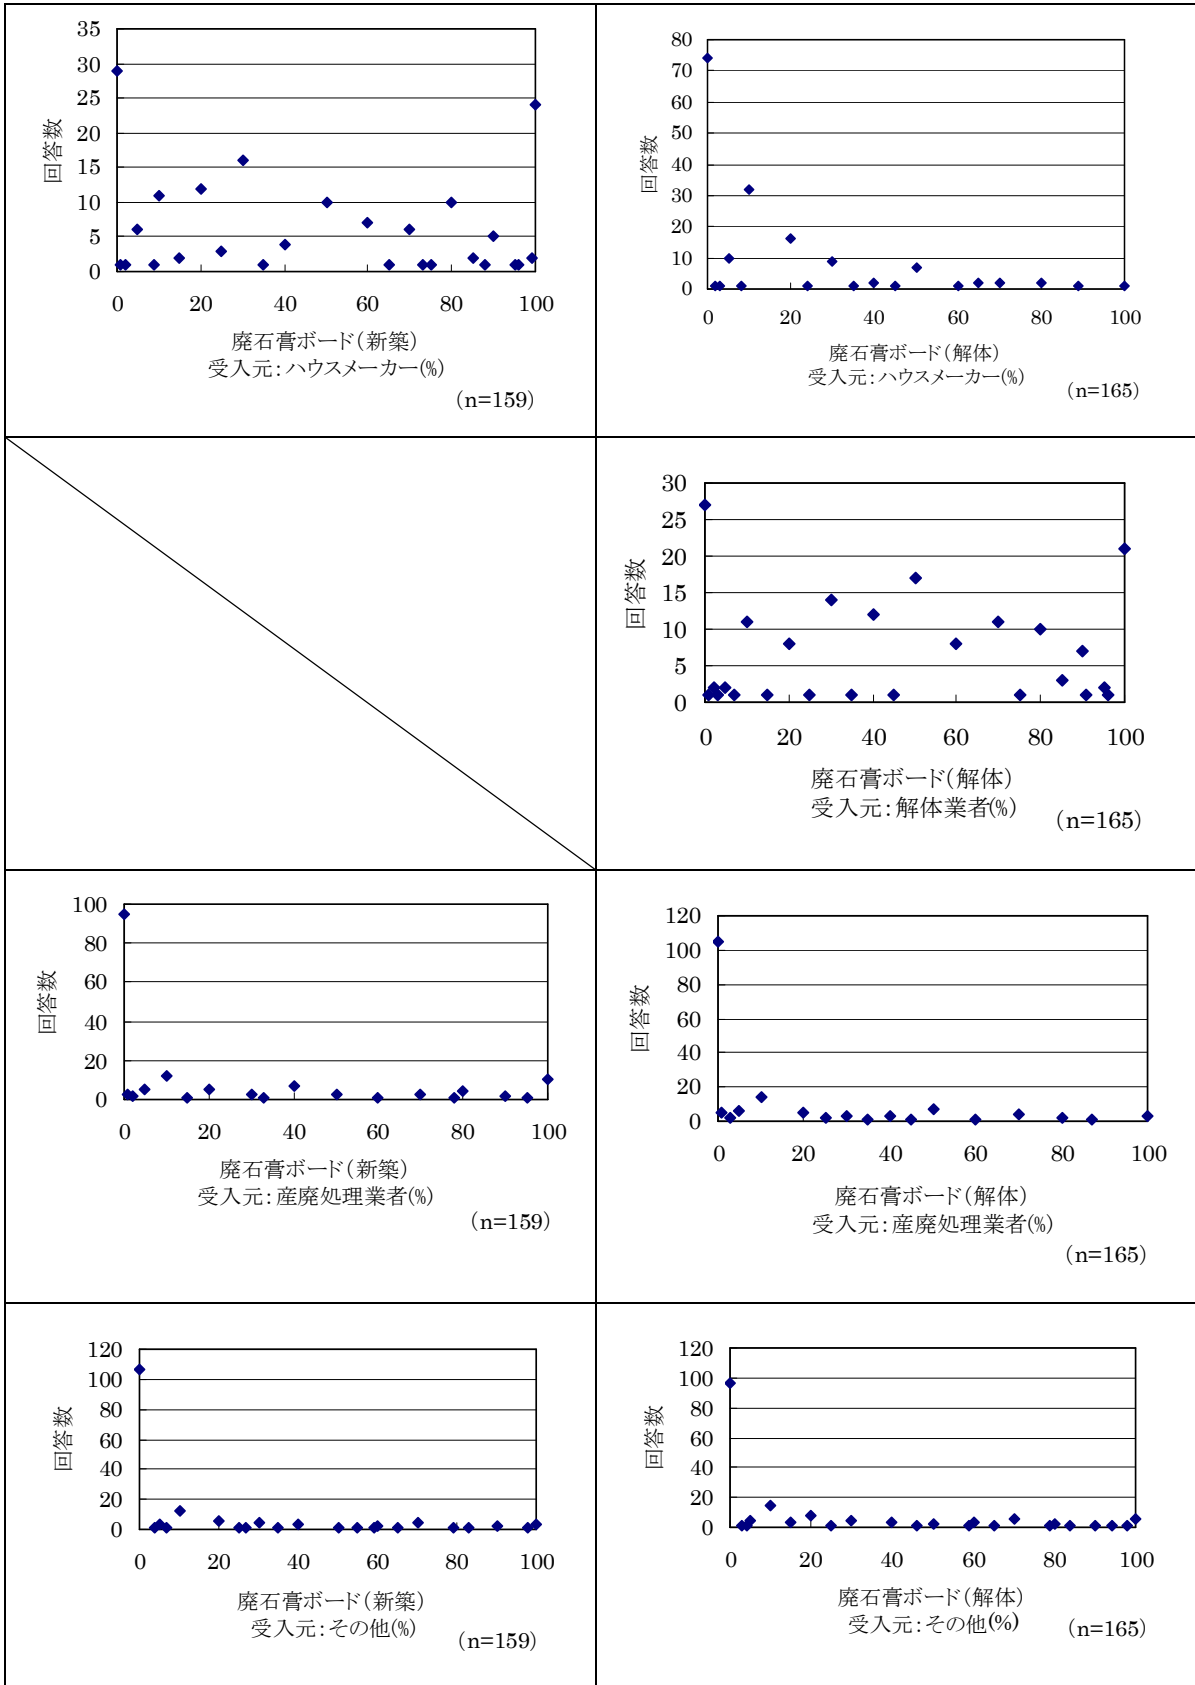 35
30
25
20
15
10
5
0
回答数
0 20 40 60 80 100
廃石膏ボード(新築)
受入元:ハウスメーカー(%)
(n=159)
80
70
60
50
40
30
20
10
0
回答数
0 20 40 60 80 100
廃石膏ボード(解体)
受入元:ハウスメーカー(%)
(n=165)
30
25
20
15
10
5
0
回答数
0 20 40 60 80 100
廃石膏ボード(解体)
受入元:解体業者(%)
(n=165)
100
80
60
40
20
0
回答数
0 20 40 60 80 100
廃石膏ボード(新築)
受入元:産廃処理業者(%)
(n=159)
120
100
80
60
40
20
0
回答数
0 20 40 60 80 100
廃石膏ボード(解体)
受入元:産廃処理業者(%)
(n=165)
120
100
80
60
40
20
0
回答数
0 20 40 60 80 100
廃石膏ボード(新築)
受入元:その他(%)
(n=159)
120
100
80
60
40
20
0
回答数
0 20 40 60 80 100
廃石膏ボード(解体)
受入元:その他(%)
(n=165)